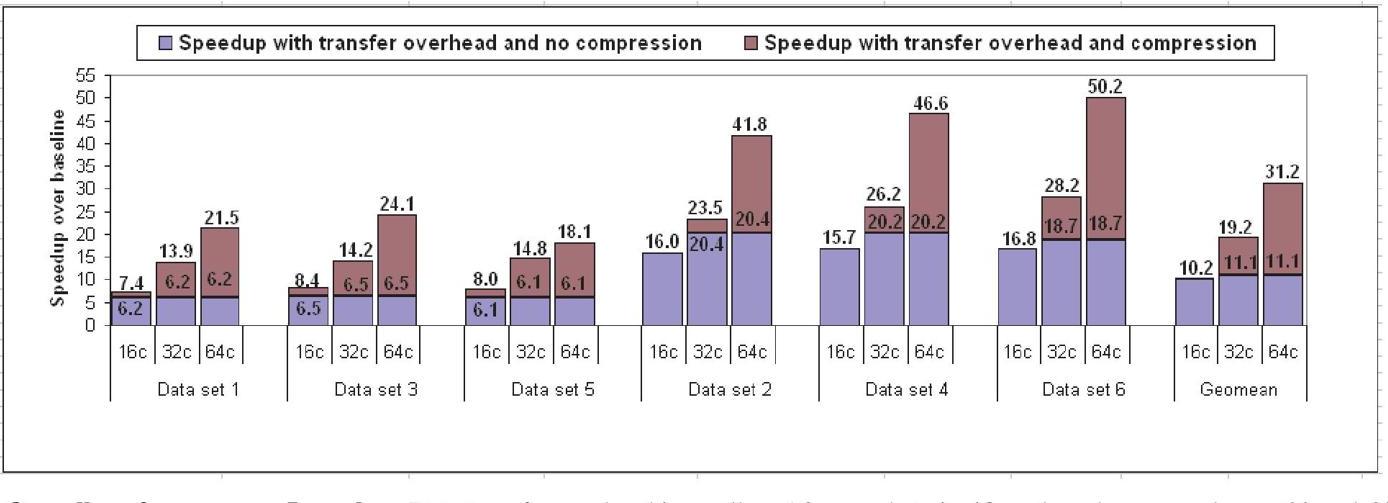 Speedup with transfer overhead and no compression Speedup with transfer overhead and compression
Speedup over baseline
55
50
45
40
35
30
25
20
15
10
5
0
7.4 13.9 21.5 8.4 14.2 24.1 8.0 14.8 18.1 16.0 23.5 41.8 15.7 26.2 46.6 16.8 28.2 50.2 10.2 19.2 31.2
6.2 6.2 6.2 6.5 6.5 6.5 6.1 6.1 6.1 20.4 20.4 20.2 20.2 18.7 18.7 11.1 11.1
16c 32c 64c 16c 32c 64c 16c 32c 64c 16c 32c 64c 16c 32c 64c 16c 32c 64c 16c 32c 64c
Data set 1 Data set 3 Data set 5 Data set 2 Data set 4 Data set 6 Geomean